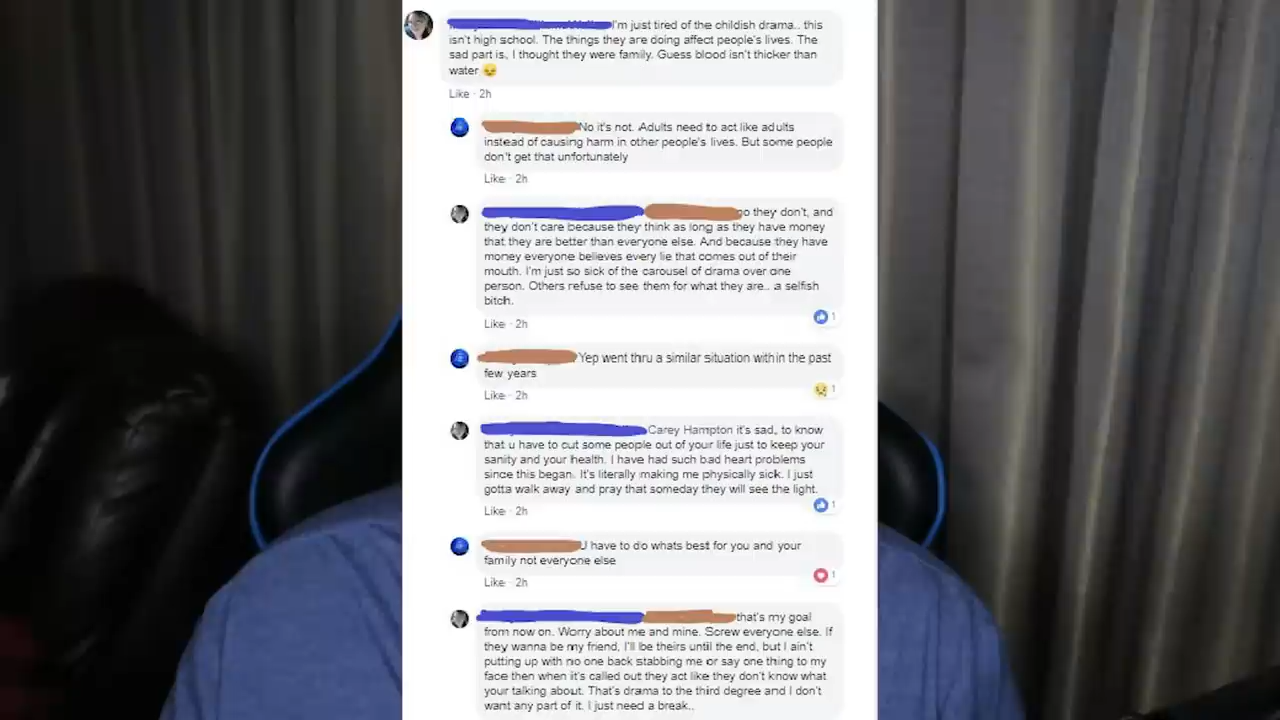 I'm just tired of the childish drama.. this
isn't high school. The things they are doing affect people's lives. The
sad part is, I thought they were family. Guess blood isn't thicker than
water
Like · 2h
No it's not. Adults need to act like adults
instead of causing harm in other people's lives. But some people
don't get that unfortunately
Like · 2h
no they don't, and
they don't care because they think as long as they have money
that they are better than everyone else. And because they have
money everyone believes every lie that comes out of their
mouth. I'm just so sick of the carousel of drama over one
person. Others refuse to see them for what they are.. a selfish
bitch.
Like · 2h
1
Yep went thru a similar situation within the past
few years
Like · 2h
1
Carey Hampton it's sad, to know
that u have to cut some people out of your life just to keep your
sanity and your health. I have had such bad heart problems
since this began. It's literally making me physically sick. I just
gotta walk away and pray that someday they will see the light.
Like · 2h
1
U have to do whats best for you and your
family not everyone else
Like · 2h
1
that's my goal
from now on. Worry about me and mine. Screw everyone else. If
they wanna be my friend, I'll be theirs until the end, but I ain't
putting up with no one back stabbing me or say one thing to my
face then when it's called out they act like they don't know what
your talking about. That's drama to the third degree and I don't
want any part of it. I just need a break..